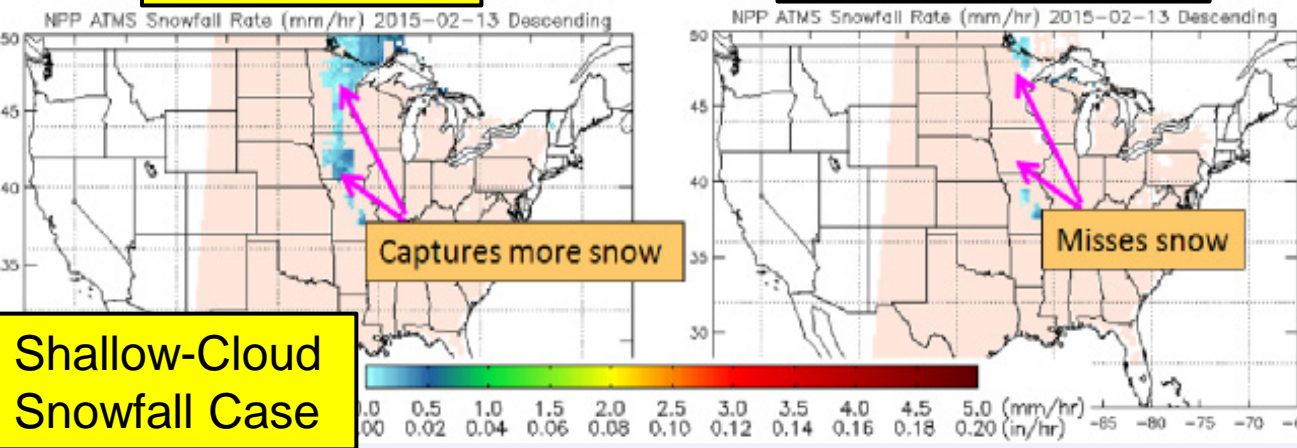 NPP ATMS Snowfall Rate (mm/hr) 2015-02-13 Descending
50
45
40
35
Captures more snow
NPP ATMS Snowfall Rate (mm/hr) 2015-02-13 Descending
50
45
40
35
30
Misses snow
-85 -80 -75 -70
Shallow-Cloud
Snowfall Case
0.5 1.0 1.5 2.0 2.5 3.0 3.5 4.0 4.5 5.0 (mm/hr)
0.02 0.04 0.06 0.08 0.10 0.12 0.14 0.16 0.18 0.20 (in/hr)